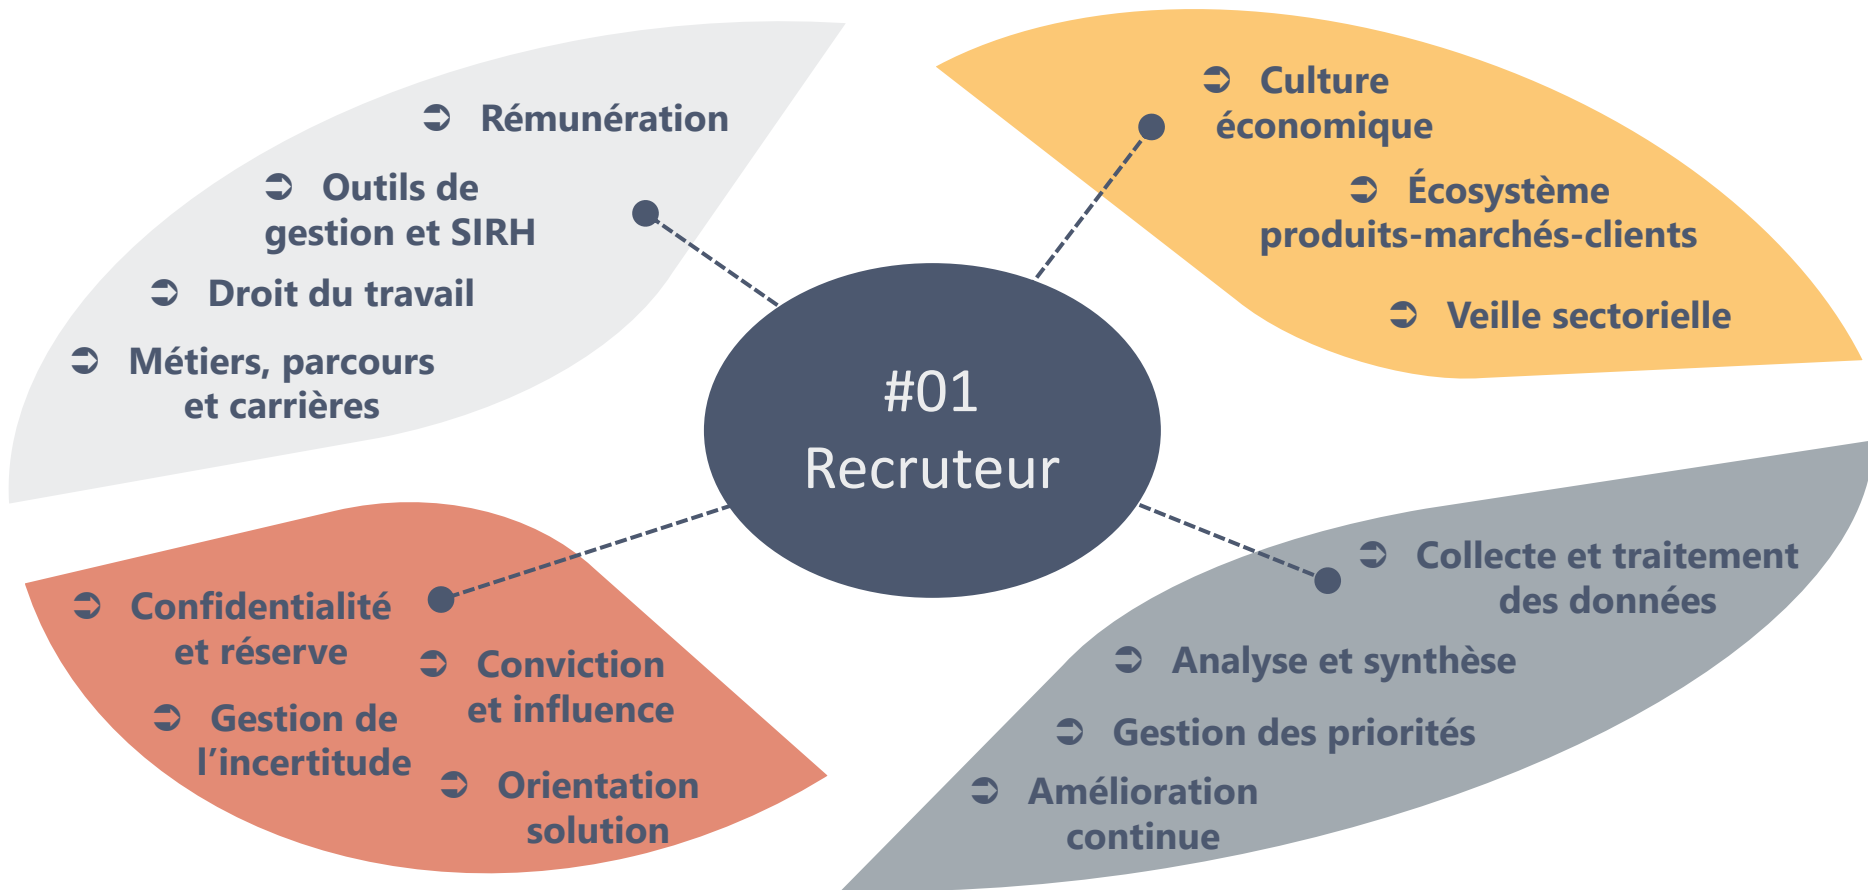 ➲ Rémunération
➲ Outils de
gestion et SIRH
➲ Droit du travail
➲ Métiers, parcours
et carrières
➲ Culture
économique
➲ Écosystème
produits-marchés-clients
➲ Veille sectorielle
#01
Recruteur
➲ Confidentialité
et réserve
➲ Conviction
et influence
➲ Gestion de
l’incertitude
➲ Orientation
solution
➲ Collecte et traitement
des données
➲ Analyse et synthèse
➲ Gestion des priorités
➲ Amélioration
continue